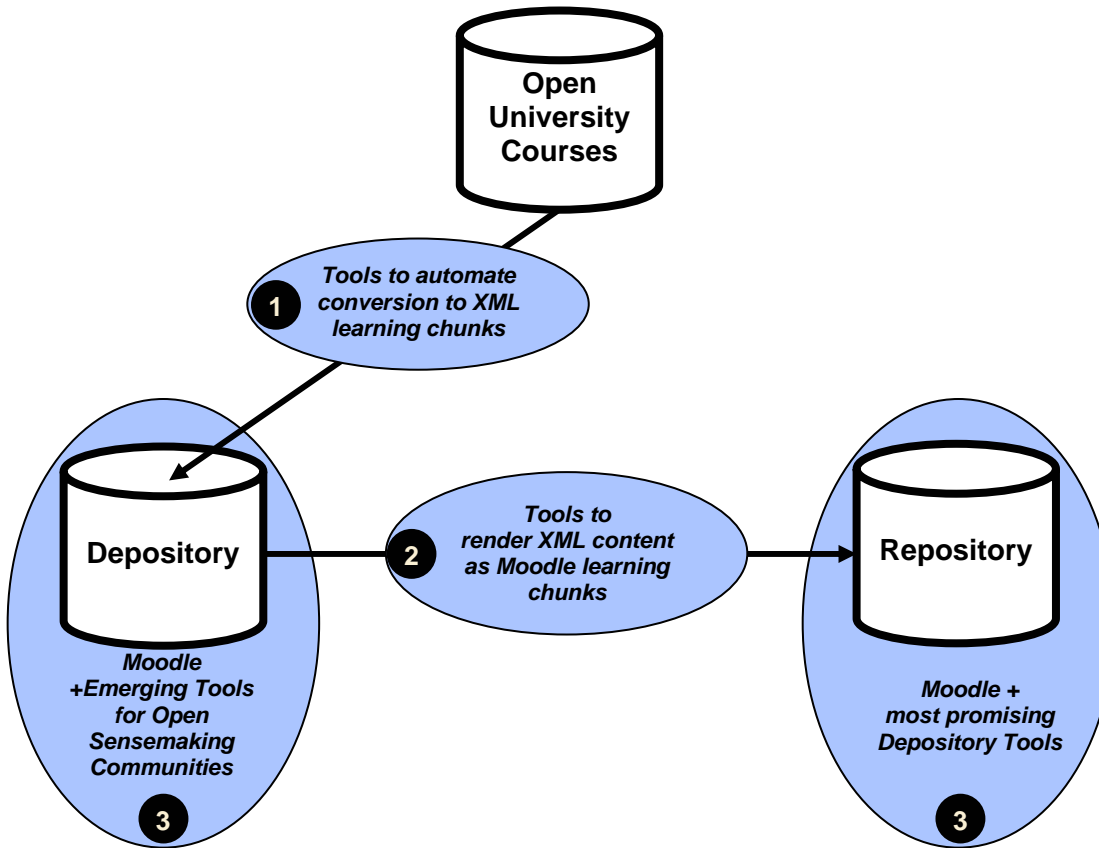 Open
University
Courses
1
Tools to automate
conversion to XML
learning chunks
Depository
2
Tools to
render XML content
as Moodle learning
chunks
Repository
Moodle
+Emerging Tools
for Open
Sensemaking
Communities
3
Moodle +
most promising
Depository Tools
3